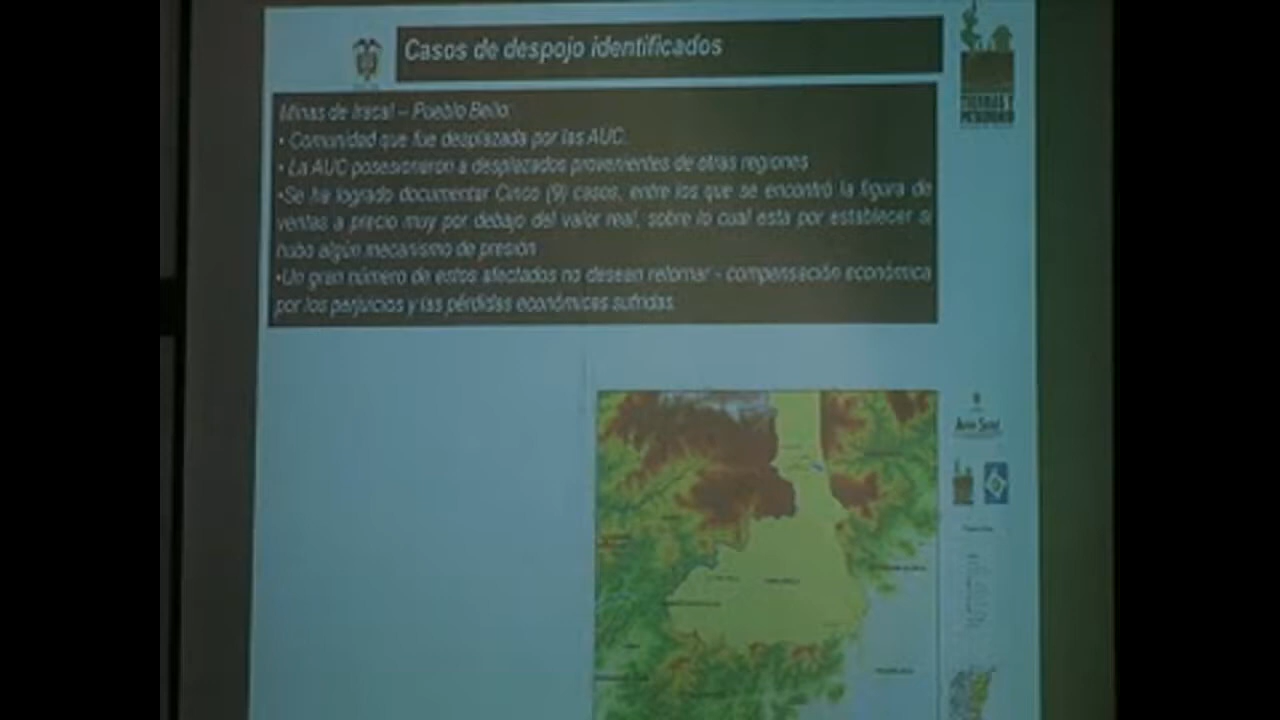 Casos de despojo identificados
Minas de Iracal – Pueblo Bello:
• Comunidad que fue desplazada por las AUC.
• La AUC posesionaron a desplazados provenientes de otras regiones
•Se ha logrado documentar Cinco (9) casos, entre los que se encontró la figura de
ventas a precio muy por debajo del valor real, sobre lo cual esta por establecer si
hubo algún mecanismo de presión
•Un gran número de estos afectados no desean retornar - compensación económica
por los perjuicios y las pérdidas económicas sufridas.
TIERRAS Y
PATRIMONIO